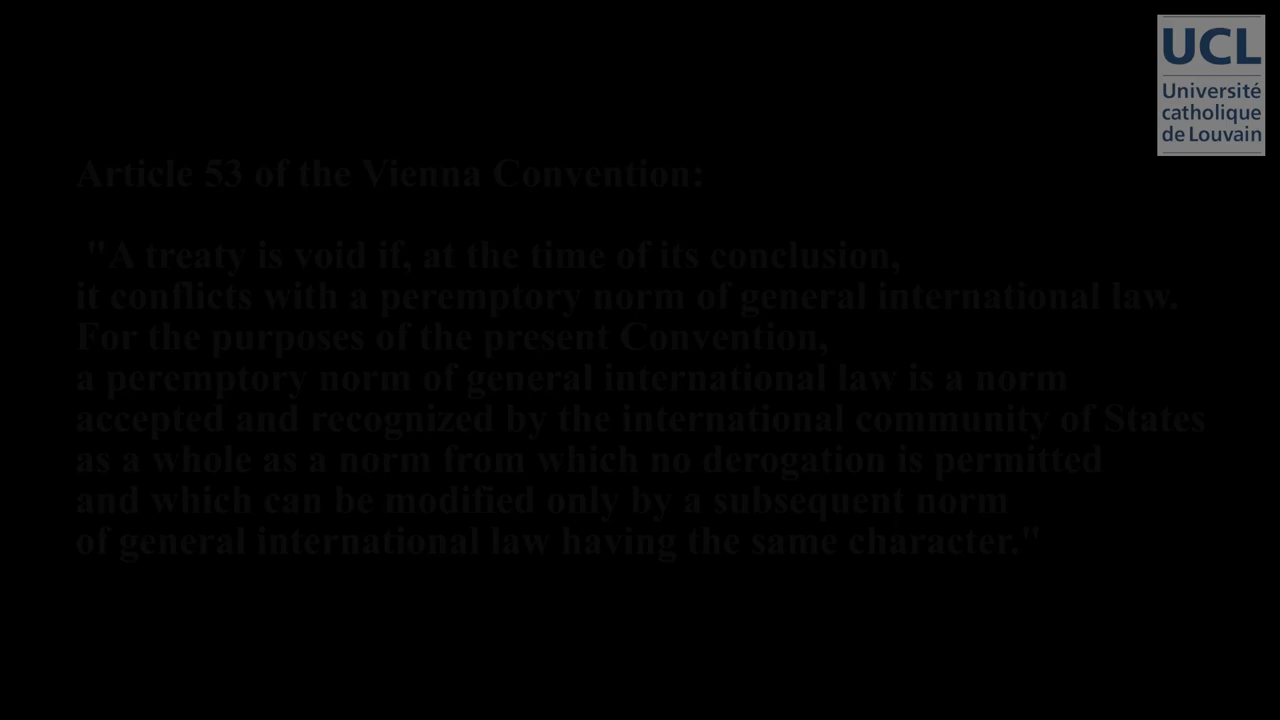 UCL
Université
catholique
de Louvain
Article 53 of the Vienna Convention:
"A treaty is void if, at the time of its conclusion,
it conflicts with a peremptory norm of general international law.
For the purposes of the present Convention,
a peremptory norm of general international law is a norm
accepted and recognized by the international community of States
as a whole as a norm from which no derogation is permitted
and which can be modified only by a subsequent norm
of general international law having the same character."